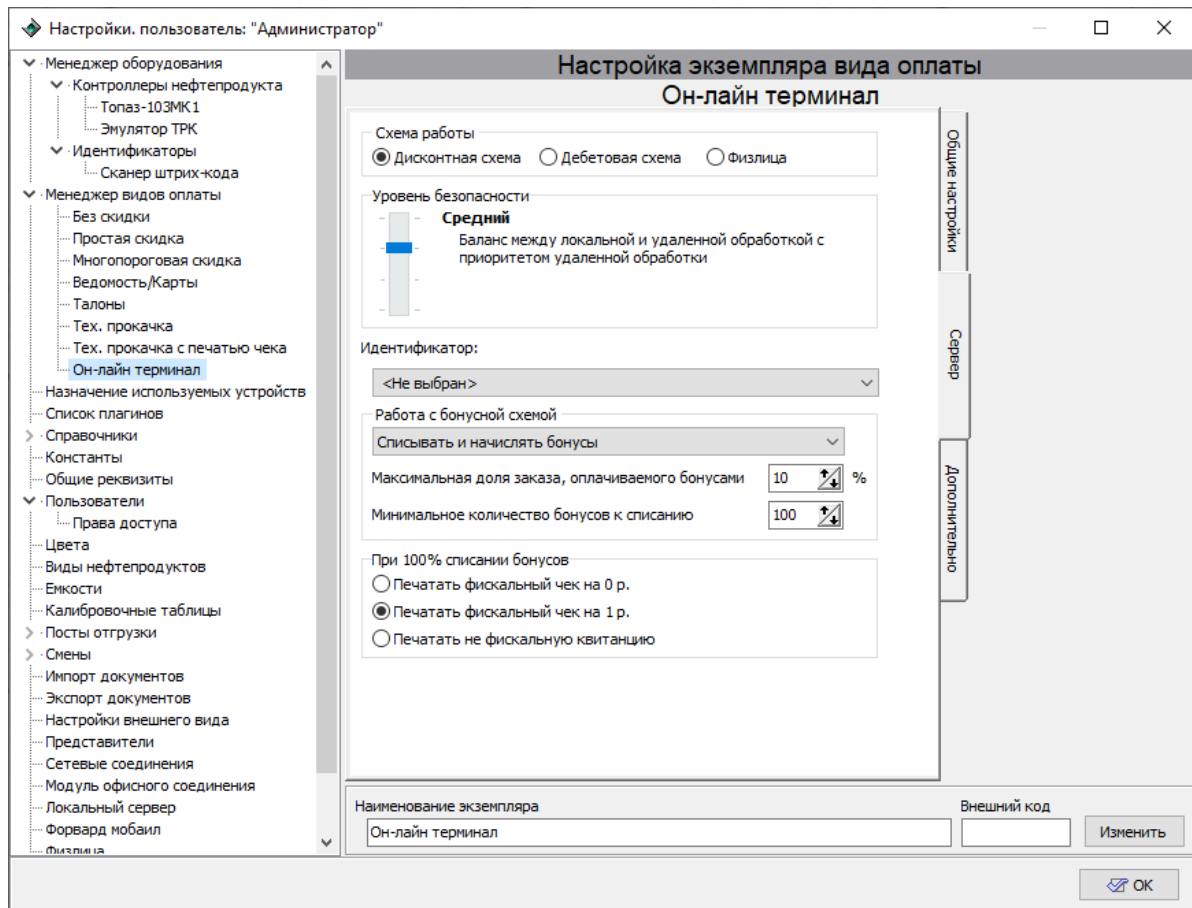 Настройки. пользователь: "Администратор"
Менеджер оборудования
Контроллеры нефтепродукта
Топаз-103МК1
Эмулятор ТРК
Идентификаторы
Сканер штрих-кода
Менеджер видов оплаты
Без скидки
Простая скидка
Многопороговая скидка
Ведомость/Карты
Талоны
Тех. прокачка
Тех. прокачка с печатью чека
Он-лайн терминал
Назначение используемых устройств
Список плагинов
Справочники
Константы
Общие реквизиты
Пользователи
Права доступа
Цвета
Виды нефтепродуктов
Емкости
Калибровочные таблицы
Посты отгрузки
Смены
Импорт документов
Экспорт документов
Настройки внешнего вида
Представители
Сетевые соединения
Модуль офисного соединения
Локальный сервер
Форвард мобаил
Физлица
Настройка экземпляра вида оплаты
Он-лайн терминал
Схема работы
Дисконтная схема Дебетовая схема Физлица
Уровень безопасности
Средний
Баланс между локальной и удаленной обработкой с
приоритетом удаленной обработки
Идентификатор:
<Не выбран>
Работа с бонусной схемой
Списывать и начислять бонусы
Максимальная доля заказа, оплачиваемого бонусами 10 %
Минимальное количество бонусов к списанию 100
При 100% списании бонусов
Печатать фискальный чек на 0 р.
Печатать фискальный чек на 1 р.
Печатать не фискальную квитанцию
Общие настройки
Сервер
Дополнительно
Наименование экземпляра Внешний код
Он-лайн терминал Изменить
ОК